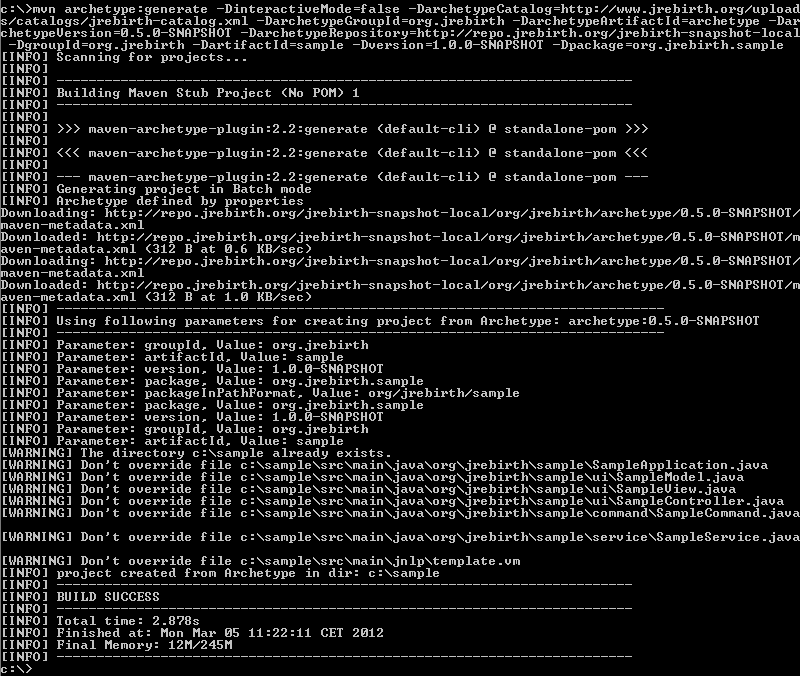 c:\>mvn archetype:generate -DinteractiveMode=false -DarchetypeCatalog=http://www.jrebirth.org/upload
s/catalogs/jrebirth-catalog.xml -DarchetypeGroupId=org.jrebirth -DarchetypeArtifactId=archetype -Dar
chetypeVersion=0.5.0-SNAPSHOT -DarchetypeRepository=http://repo.jrebirth.org/jrebirth-snapshot-local
 -DgroupId=org.jrebirth -DartifactId=sample -Dversion=1.0.0-SNAPSHOT -Dpackage=org.jrebirth.sample
[INFO] Scanning for projects...
[INFO]
[INFO] ------------------------------------------------------------------------
[INFO] Building Maven Stub Project (No POM) 1
[INFO] ------------------------------------------------------------------------
[INFO]
[INFO] >>> maven-archetype-plugin:2.2:generate (default-cli) @ standalone-pom >>>
[INFO]
[INFO] <<< maven-archetype-plugin:2.2:generate (default-cli) @ standalone-pom <<<
[INFO]
[INFO] --- maven-archetype-plugin:2.2:generate (default-cli) @ standalone-pom ---
[INFO] Generating project in Batch mode
[INFO] Archetype defined by properties
Downloading: http://repo.jrebirth.org/jrebirth-snapshot-local/org/jrebirth/archetype/0.5.0-SNAPSHOT/
maven-metadata.xml
Downloaded: http://repo.jrebirth.org/jrebirth-snapshot-local/org/jrebirth/archetype/0.5.0-SNAPSHOT/m
aven-metadata.xml (312 B at 0.6 KB/sec)
Downloading: http://repo.jrebirth.org/jrebirth-snapshot-local/org/jrebirth/archetype/0.5.0-SNAPSHOT/
maven-metadata.xml
Downloaded: http://repo.jrebirth.org/jrebirth-snapshot-local/org/jrebirth/archetype/0.5.0-SNAPSHOT/m
aven-metadata.xml (312 B at 1.0 KB/sec)
[INFO] ----------------------------------------------------------------------------
[INFO] Using following parameters for creating project from Archetype: archetype:0.5.0-SNAPSHOT
[INFO] ----------------------------------------------------------------------------
[INFO] Parameter: groupId, Value: org.jrebirth
[INFO] Parameter: artifactId, Value: sample
[INFO] Parameter: version, Value: 1.0.0-SNAPSHOT
[INFO] Parameter: package, Value: org.jrebirth.sample
[INFO] Parameter: packageInPathFormat, Value: org/jrebirth/sample
[INFO] Parameter: package, Value: org.jrebirth.sample
[INFO] Parameter: version, Value: 1.0.0-SNAPSHOT
[INFO] Parameter: groupId, Value: org.jrebirth
[INFO] Parameter: artifactId, Value: sample
[WARNING] The directory c:\sample already exists.
[WARNING] Don't override file c:\sample\src\main\java\org\jrebirth\sample\SampleApplication.java
[WARNING] Don't override file c:\sample\src\main\java\org\jrebirth\sample\ui\SampleModel.java
[WARNING] Don't override file c:\sample\src\main\java\org\jrebirth\sample\ui\SampleView.java
[WARNING] Don't override file c:\sample\src\main\java\org\jrebirth\sample\ui\SampleController.java
[WARNING] Don't override file c:\sample\src\main\java\org\jrebirth\sample\command\SampleCommand.java
[WARNING] Don't override file c:\sample\src\main\java\org\jrebirth\sample\service\SampleService.java
[WARNING] Don't override file c:\sample\src\main\jnlp\template.vm
[INFO] project created from Archetype in dir: c:\sample
[INFO] ------------------------------------------------------------------------
[INFO] BUILD SUCCESS
[INFO] ------------------------------------------------------------------------
[INFO] Total time: 2.878s
[INFO] Finished at: Mon Mar 05 11:22:11 CET 2012
[INFO] Final Memory: 12M/245M
[INFO] ------------------------------------------------------------------------
c:\>